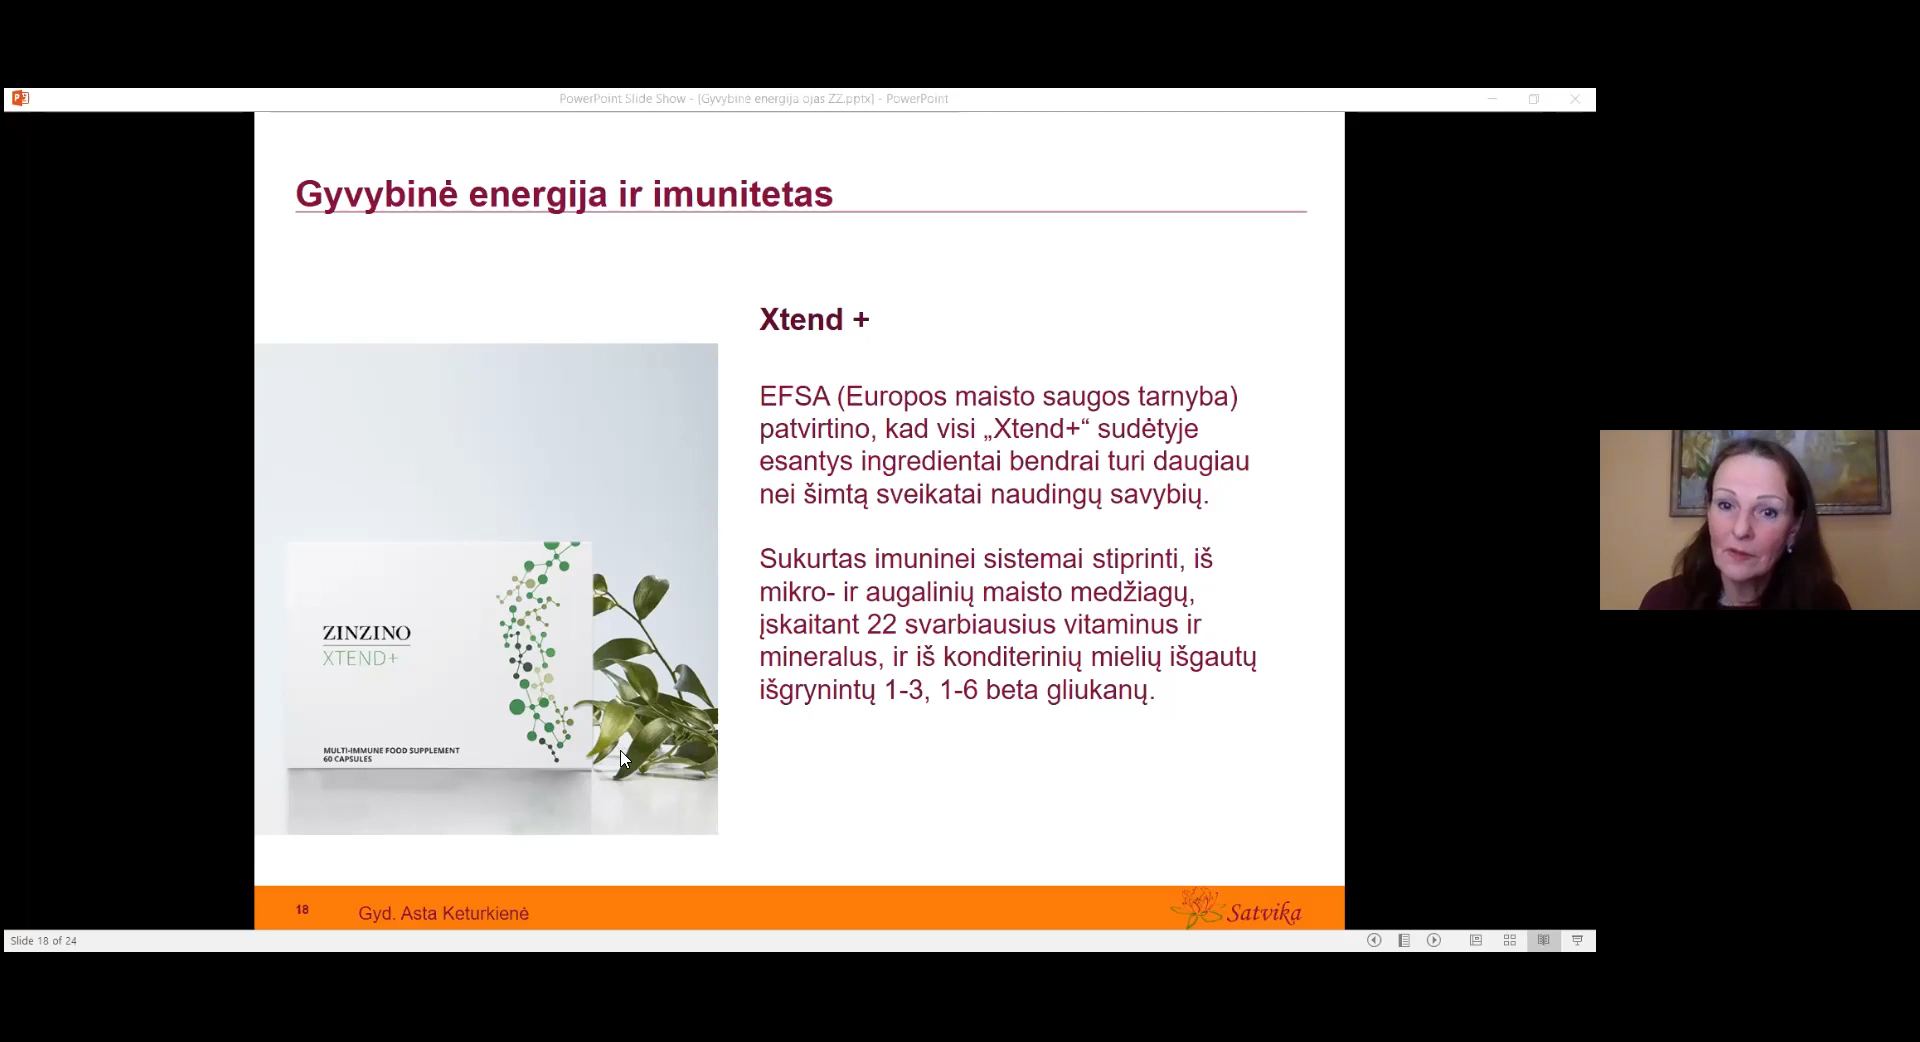 PowerPoint Slide Show - [Gyvybine energija ojas ZZ.pptx] - PowerPoint
Gyvybinė energija ir imunitetas
Xtend +
EFSA (Europos maisto saugos tarnyba)
patvirtino, kad visi „Xtend+“ sudėtyje
esantys ingredientai bendrai turi daugiau
nei šimtą sveikatai naudingų savybių.
Sukurtas imuninei sistemai stiprinti, iš
mikro- ir augalinių maisto medžiagų,
įskaitant 22 svarbiausius vitaminus ir
mineralus, ir iš konditerinių mielių išgautų
išgrynintų 1-3, 1-6 beta gliukanų.
ZINZINO
XTEND+
MULTI-IMMUNE FOOD SUPPLEMENT
60 CAPSULES
18
Gyd. Asta Keturkienė
Satvika
Slide 18 of 24